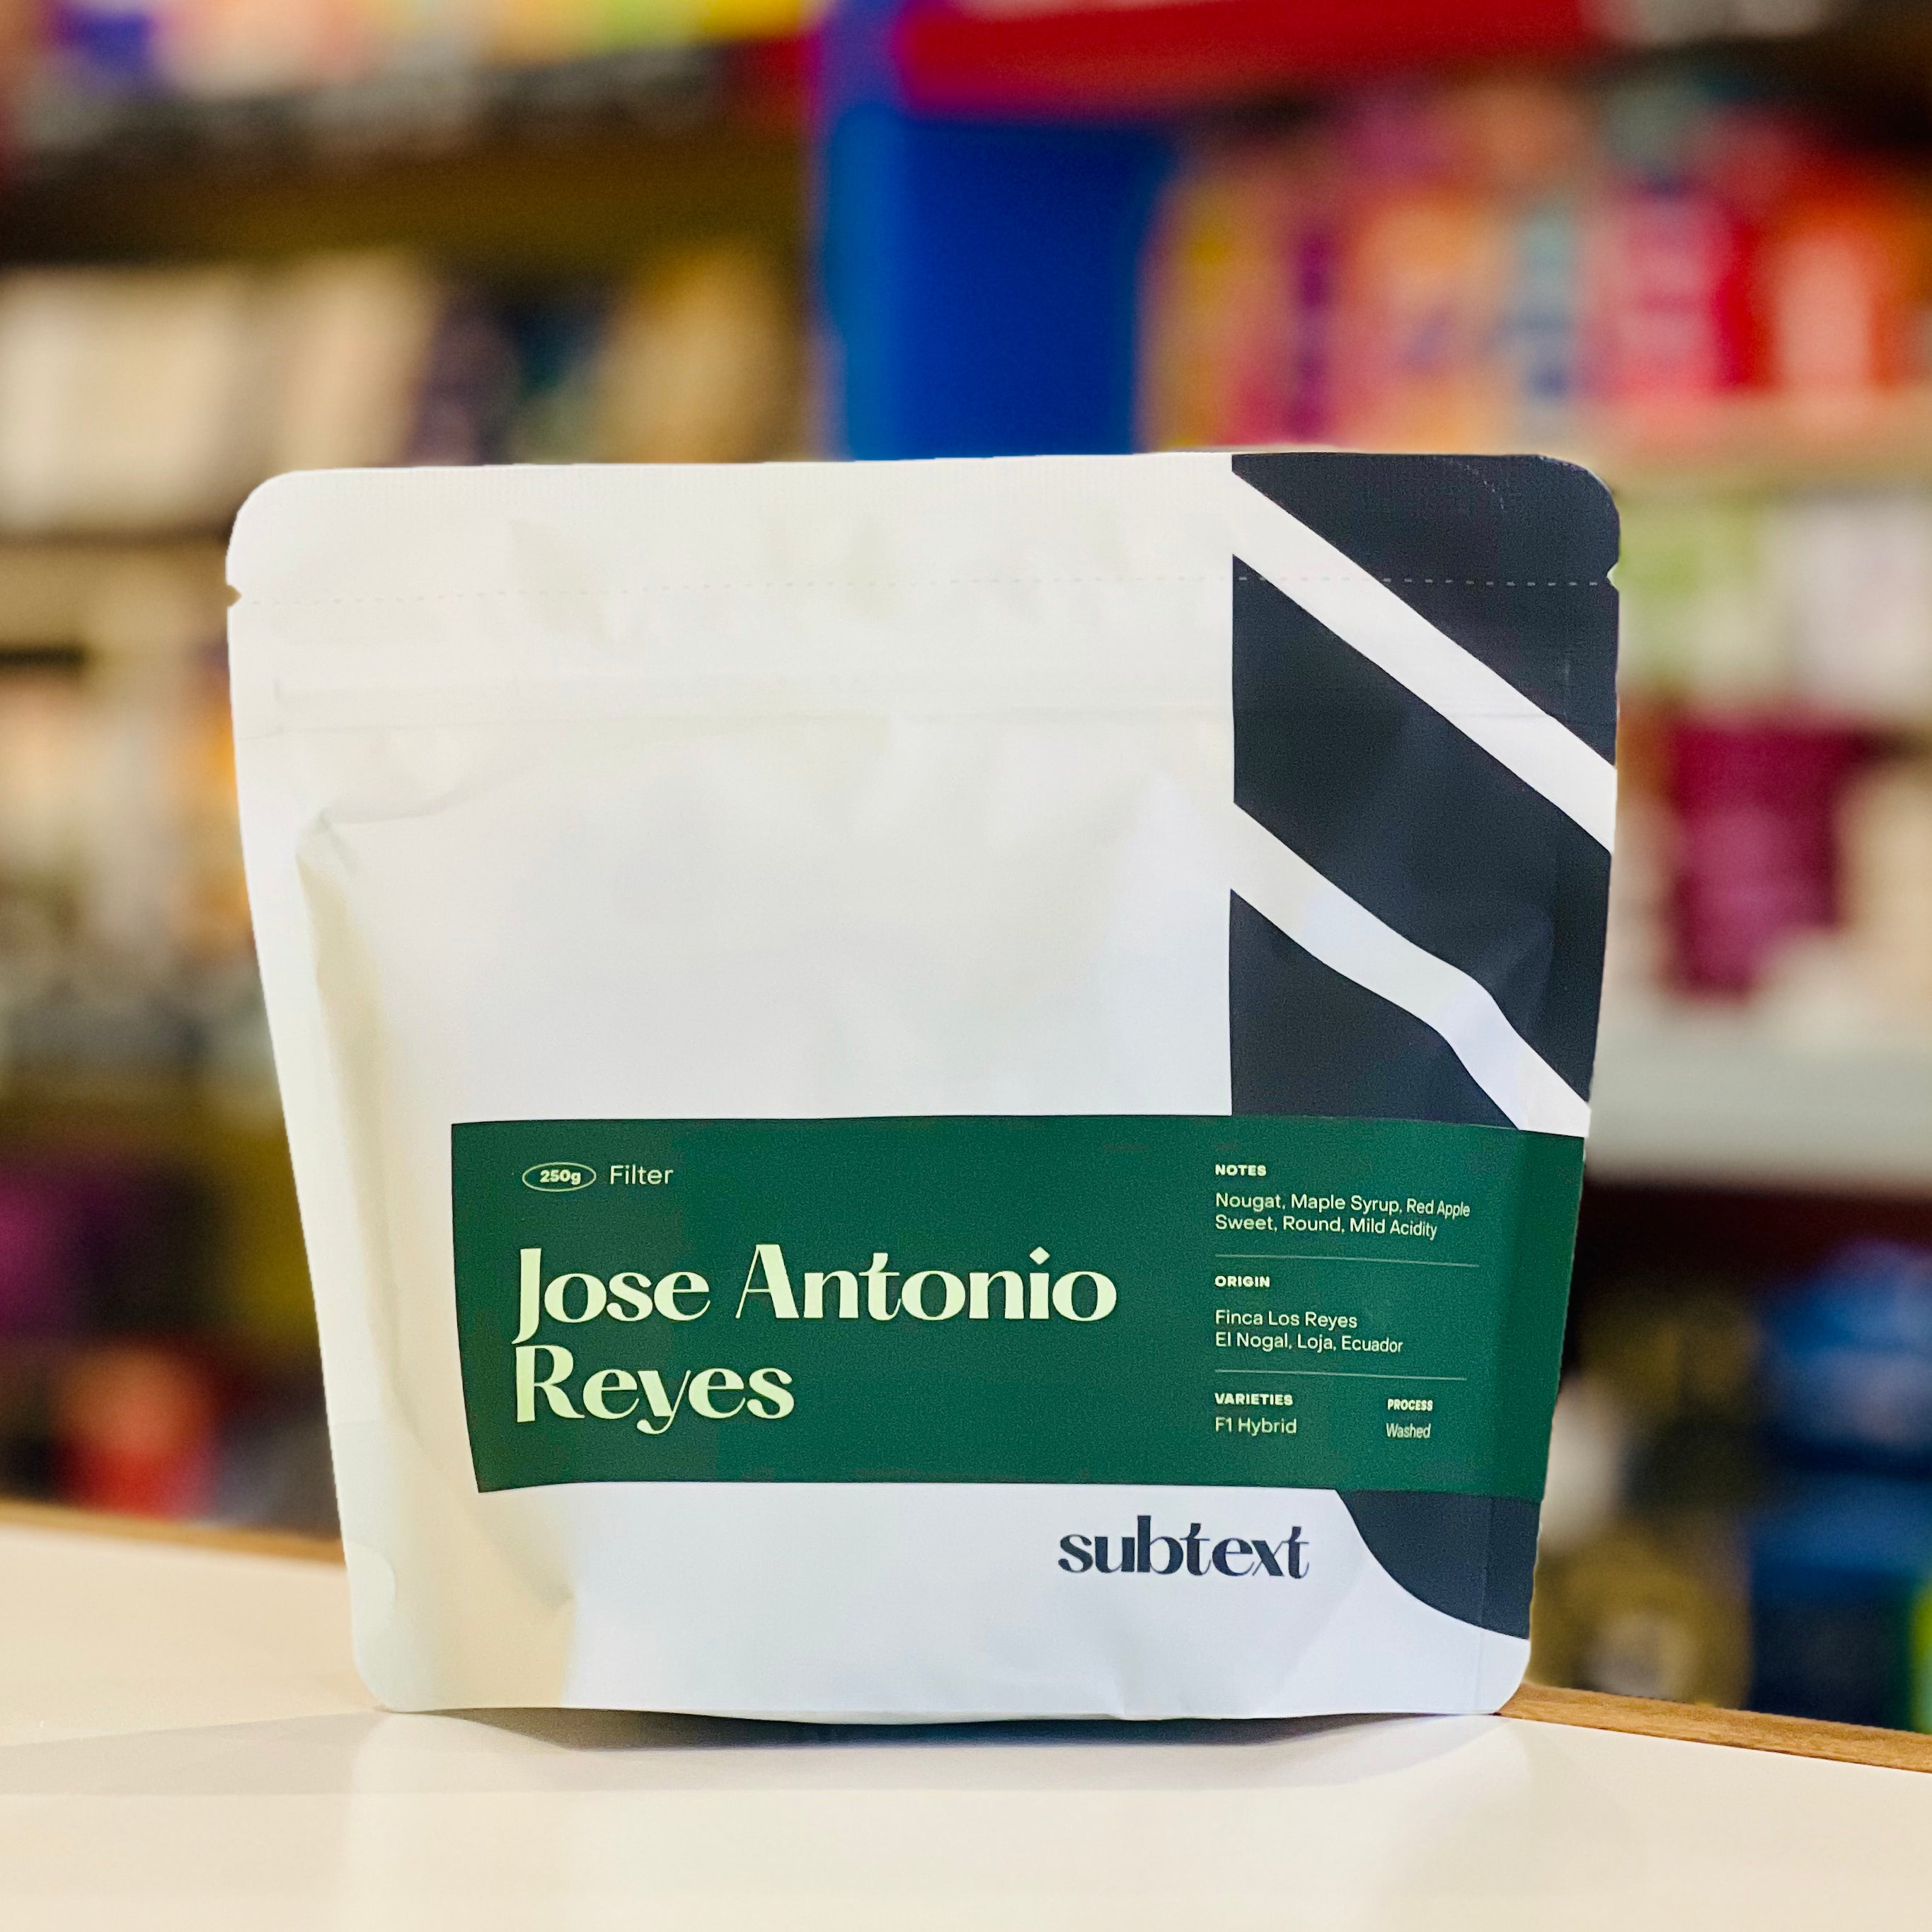 250g Filter
Jose Antonio
Reyes
NOTES
Nougat, Maple Syrup, Red Apple
Sweet, Round, Mild Acidity
ORIGIN
Finca Los Reyes
El Nogal, Loja, Ecuador
VARIETIES
F1 Hybrid
PROCESS
Washed
subtext